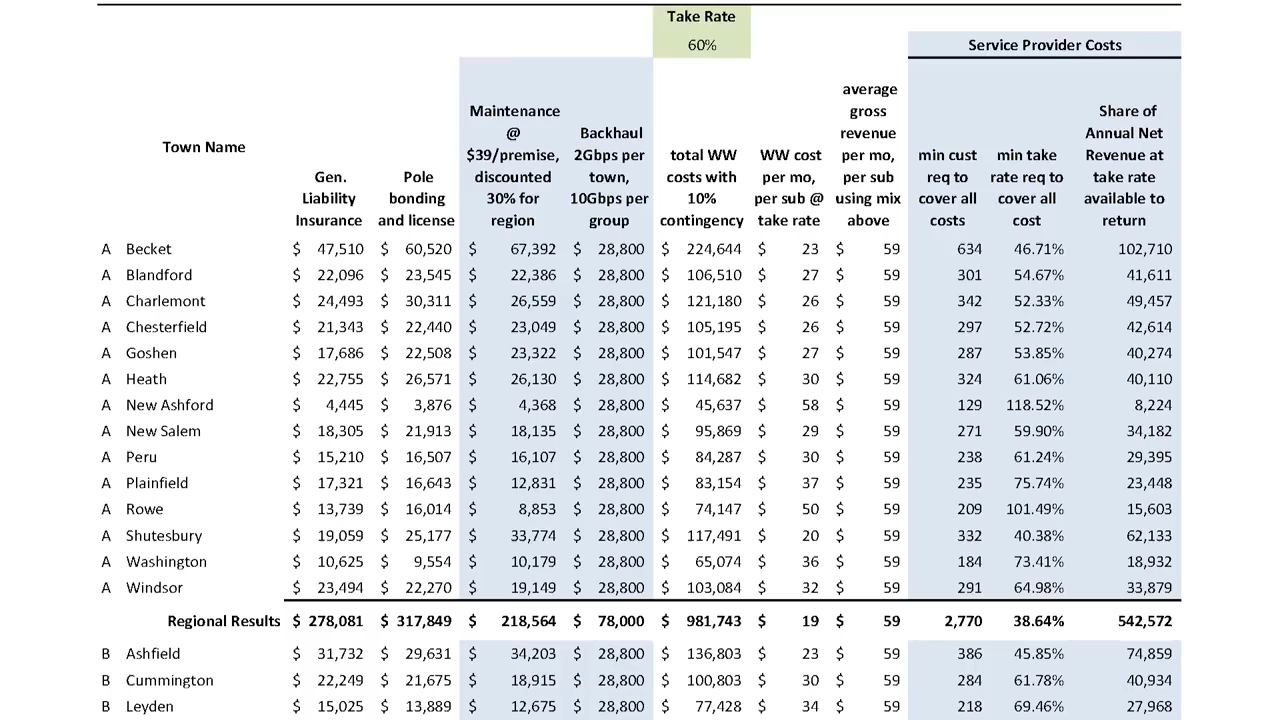 Take Rate
60%
Service Provider Costs
Town Name Gen. Liability Insurance Pole bonding and license Maintenance @ $39/premise, discounted 30% for region Backhaul 2Gbps per town, 10Gbps per group total WW costs with 10% contingency WW cost per mo, per sub @ take rate average gross revenue per mo, per sub using mix above min cust req to cover all costs min take rate req to cover all cost Share of Annual Net Revenue at take rate available to return
A Becket $ 47,510 $ 60,520 $ 67,392 $ 28,800 $ 224,644 $ 23 $ 59 634 46.71% 102,710
A Blandford $ 22,096 $ 23,545 $ 22,386 $ 28,800 $ 106,510 $ 27 $ 59 301 54.67% 41,611
A Charlemont $ 24,493 $ 30,311 $ 26,559 $ 28,800 $ 121,180 $ 26 $ 59 342 52.33% 49,457
A Chesterfield $ 21,343 $ 22,440 $ 23,049 $ 28,800 $ 105,195 $ 26 $ 59 297 52.72% 42,614
A Goshen $ 17,686 $ 22,508 $ 23,322 $ 28,800 $ 101,547 $ 27 $ 59 287 53.85% 40,274
A Heath $ 22,755 $ 26,571 $ 26,130 $ 28,800 $ 114,682 $ 30 $ 59 324 61.06% 40,110
A New Ashford $ 4,445 $ 3,876 $ 4,368 $ 28,800 $ 45,637 $ 58 $ 59 129 118.52% 8,224
A New Salem $ 18,305 $ 21,913 $ 18,135 $ 28,800 $ 95,869 $ 29 $ 59 271 59.90% 34,182
A Peru $ 15,210 $ 16,507 $ 16,107 $ 28,800 $ 84,287 $ 30 $ 59 238 61.24% 29,395
A Plainfield $ 17,321 $ 16,643 $ 12,831 $ 28,800 $ 83,154 $ 37 $ 59 235 75.74% 23,448
A Rowe $ 13,739 $ 16,014 $ 8,853 $ 28,800 $ 74,147 $ 50 $ 59 209 101.49% 15,603
A Shutesbury $ 19,059 $ 25,177 $ 33,774 $ 28,800 $ 117,491 $ 20 $ 59 332 40.38% 62,133
A Washington $ 10,625 $ 9,554 $ 10,179 $ 28,800 $ 65,074 $ 36 $ 59 184 73.41% 18,932
A Windsor $ 23,494 $ 22,270 $ 19,149 $ 28,800 $ 103,084 $ 32 $ 59 291 64.98% 33,879
Regional Results $ 278,081 $ 317,849 $ 218,564 $ 78,000 $ 981,743 $ 19 $ 59 2,770 38.64% 542,572
B Ashfield $ 31,732 $ 29,631 $ 34,203 $ 28,800 $ 136,803 $ 23 $ 59 386 45.85% 74,859
B Cummington $ 22,249 $ 21,675 $ 18,915 $ 28,800 $ 100,803 $ 30 $ 59 284 61.78% 40,934
B Leyden $ 15,025 $ 13,889 $ 12,675 $ 28,800 $ 77,428 $ 34 $ 59 218 69.46% 27,968